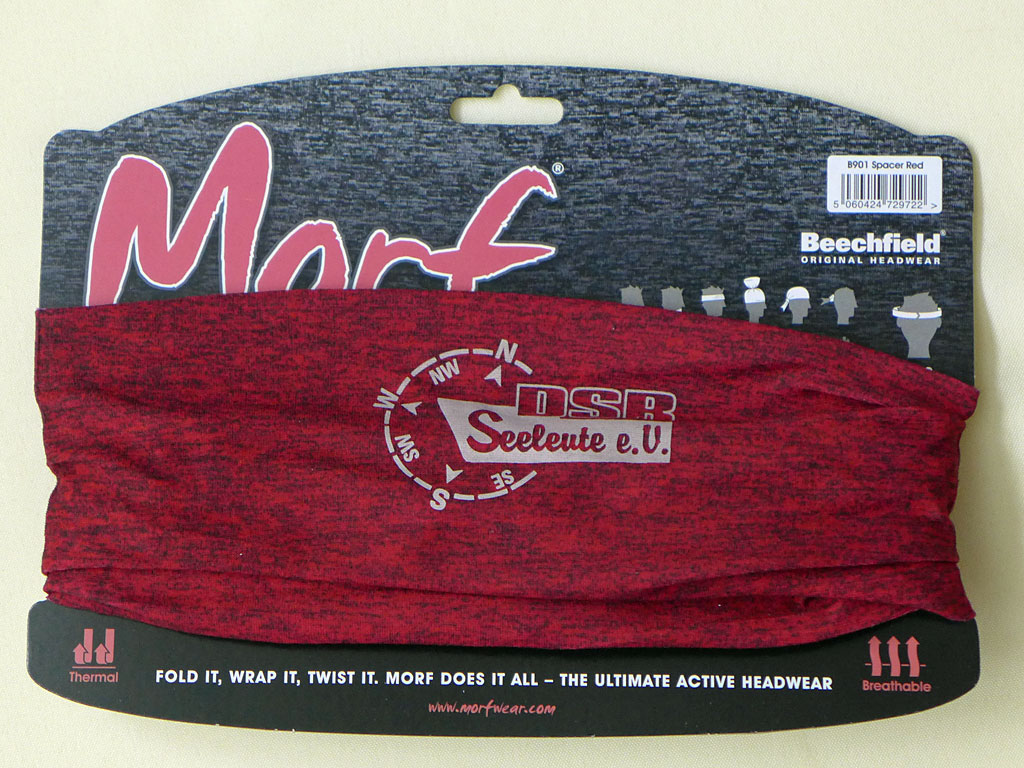 Morf®
B901 Spacer Red
5 060424 729722 >
Beechfield®
ORIGINAL HEADWEAR
N
NW
W
SW
S
SE
DSR
Seeleute e.V.
Thermal
FOLD IT, WRAP IT, TWIST IT. MORF DOES IT ALL – THE ULTIMATE ACTIVE HEADWEAR
Breathable
www.morfwear.com